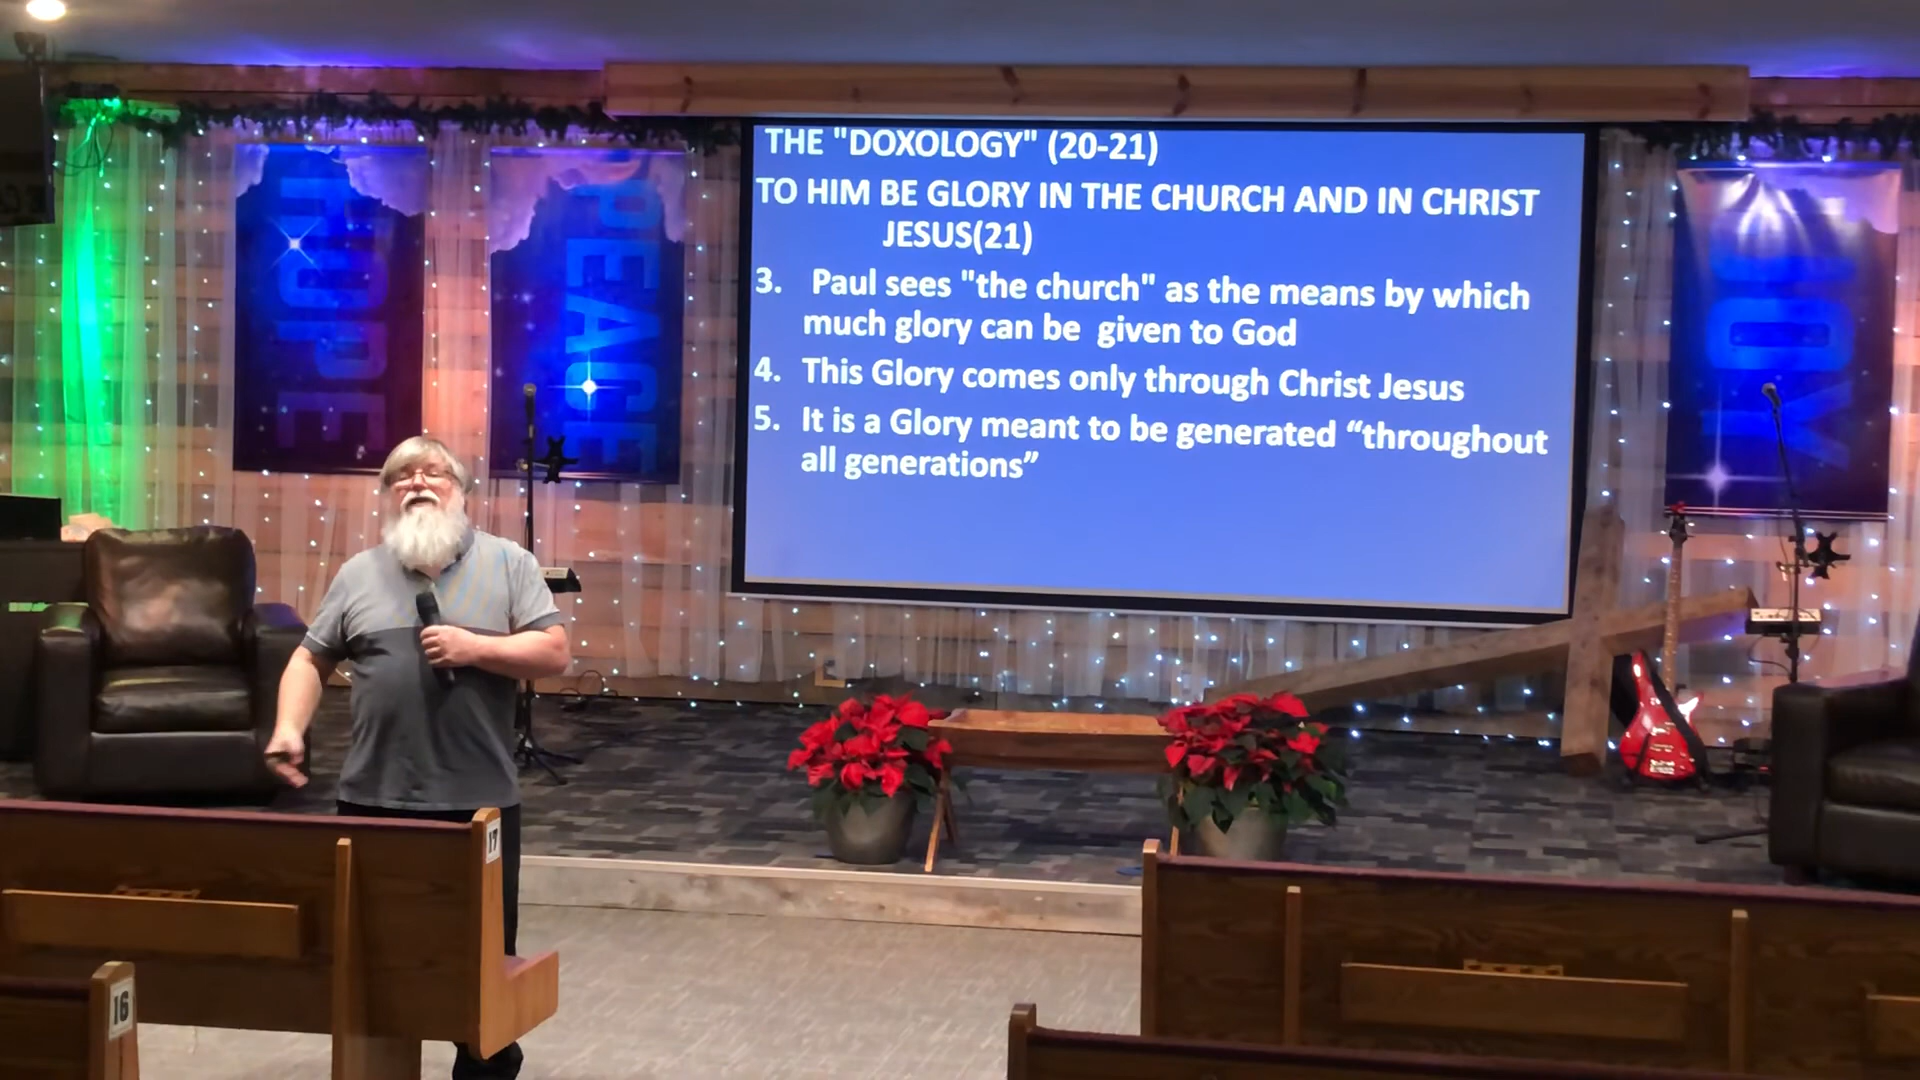 THE "DOXOLOGY" (20-21)
TO HIM BE GLORY IN THE CHURCH AND IN CHRIST
JESUS(21)
3. Paul sees "the church" as the means by which
much glory can be given to God
4. This Glory comes only through Christ Jesus
5. It is a Glory meant to be generated “throughout
all generations”
HOPE
PEACE
JOY
17
16